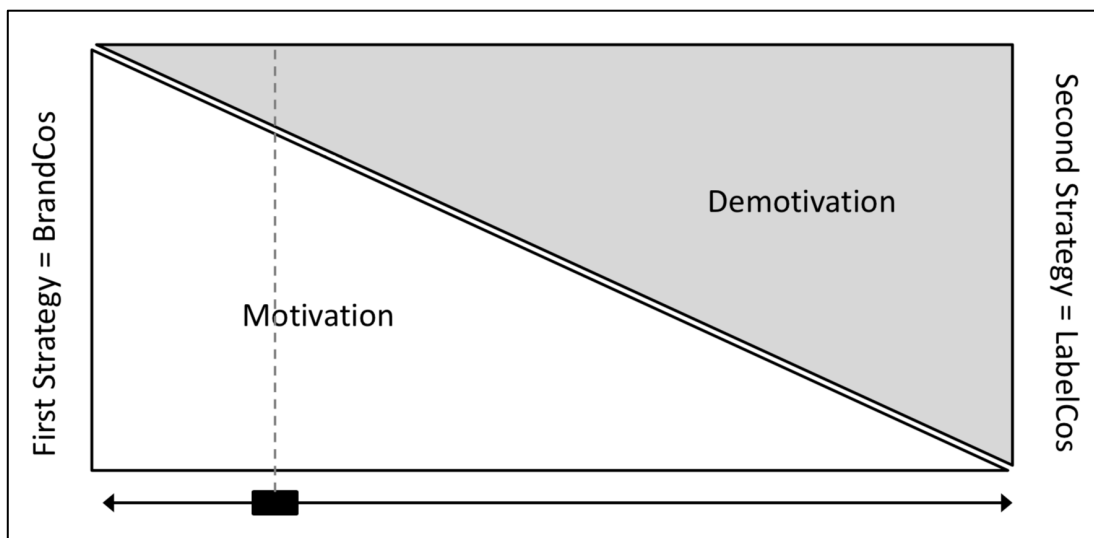 First Strategy = BrandCos
Motivation
Demotivation
Second Strategy = LabelCos